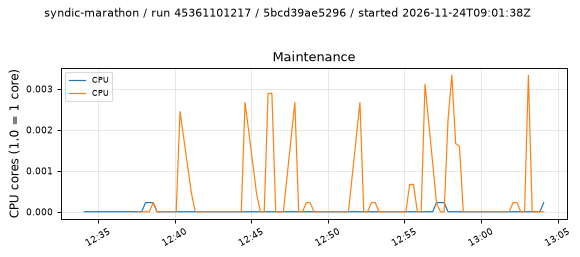 syndic-marathon / run 45361101217 / 5bcd39ae5296 / started 2026-11-24T09:01:38Z
Maintenance
CPU cores (1.0 = 1 core)
CPU
CPU
0.003
0.002
0.001
0.000
12:35
12:40
12:45
12:50
12:55
13:00
13:05